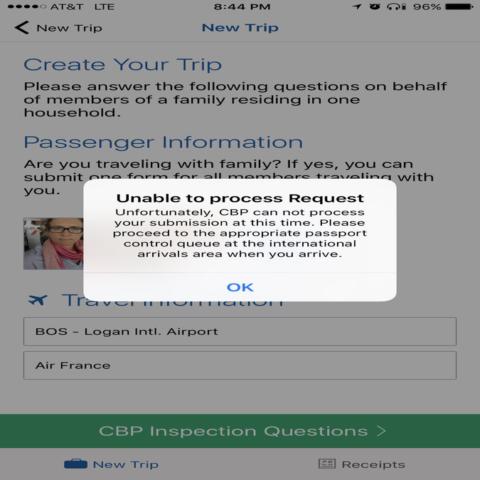 AT&T LTE 8:44 PM 96%
New Trip New Trip
Create Your Trip
Please answer the following questions on behalf
of members of a family residing in one
household.
Passenger Information
Are you traveling with family? If yes, you can
submit one form for all members traveling with
you.
Unable to process Request
Unfortunately, CBP can not process
your submission at this time. Please
proceed to the appropriate passport
control queue at the international
arrivals area when you arrive.
OK
Travel Information
BOS - Logan Intl. Airport
Air France
CBP Inspection Questions >
New Trip Receipts